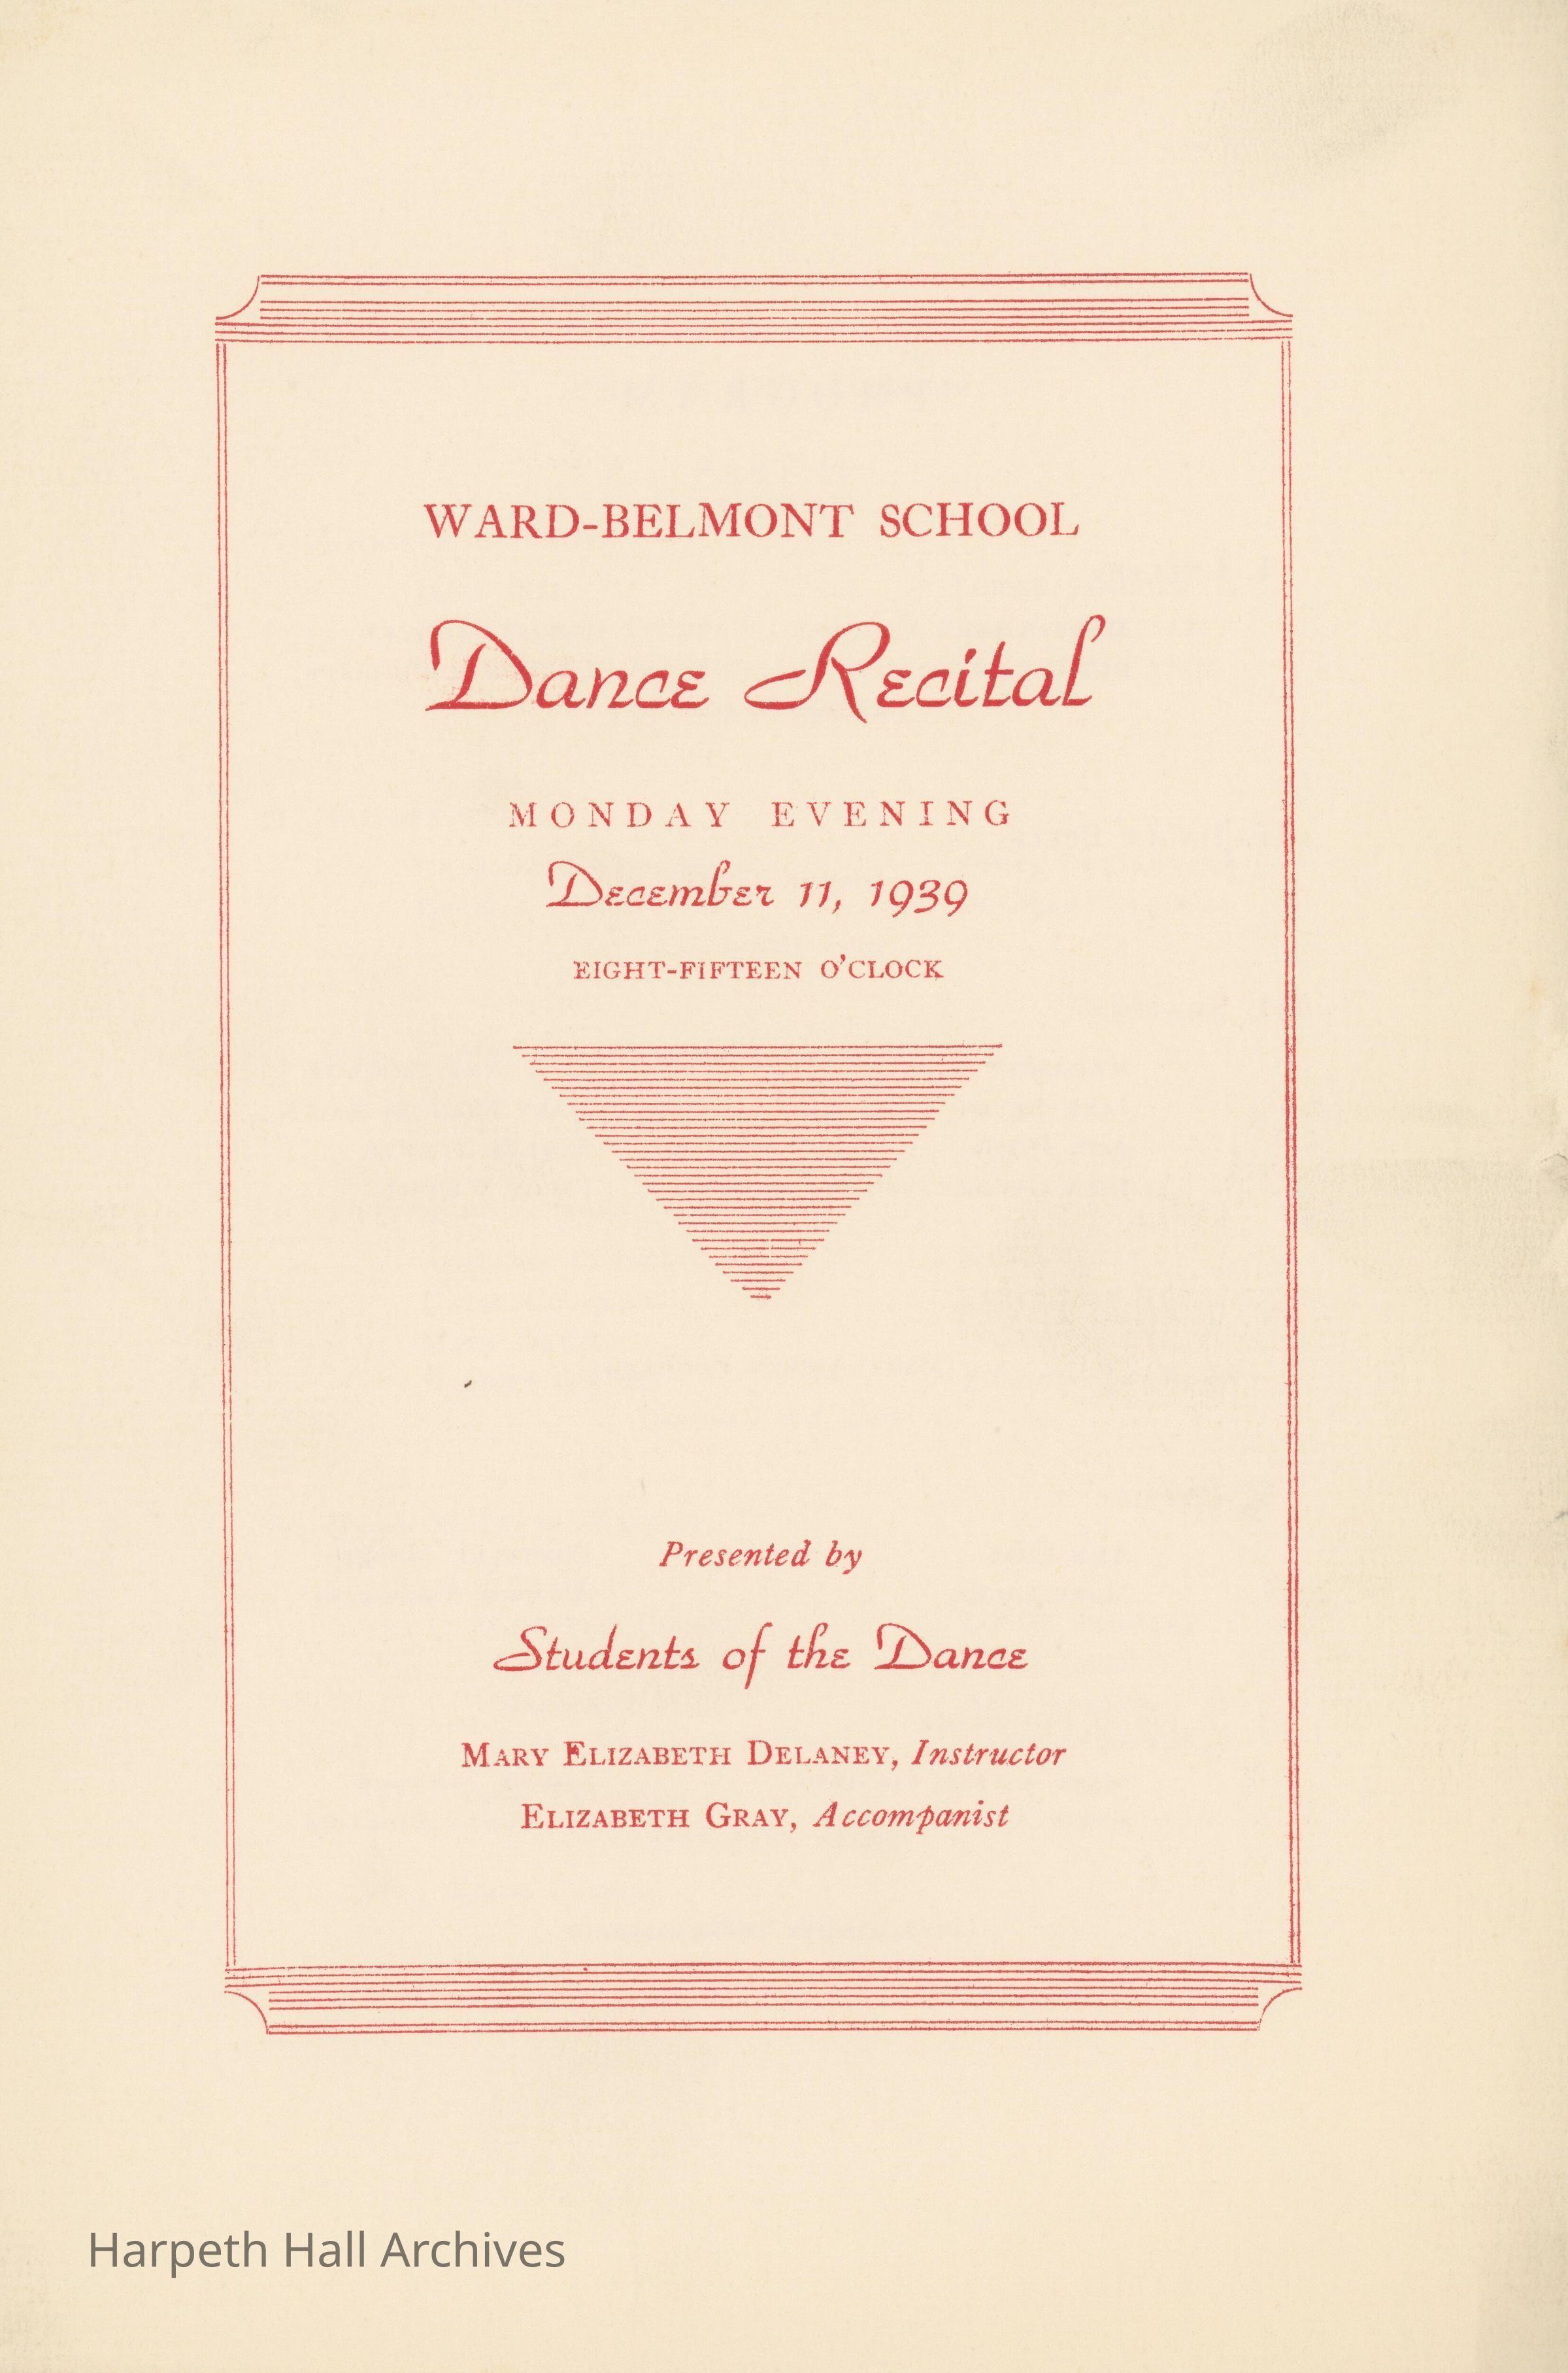 WARD-BELMONT SCHOOL
Dance Recital
MONDAY EVENING
December 11, 1939
EIGHT-FIFTEEN O'CLOCK
Presented by
Students of the Dance
MARY ELIZABETH DELANEY, Instructor
ELIZABETH GRAY, Accompanist
Harpeth Hall Archives